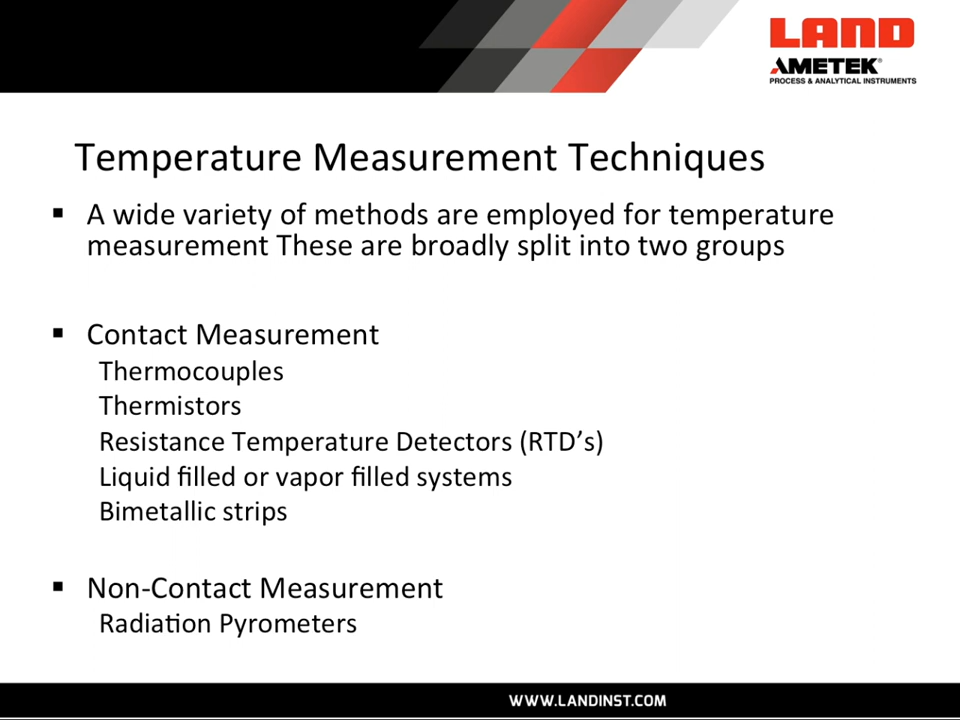 LAND
AMETEK®
PROCESS & ANALYTICAL INSTRUMENTS
Temperature Measurement Techniques
▪ A wide variety of methods are employed for temperature
measurement These are broadly split into two groups
▪ Contact Measurement
Thermocouples
Thermistors
Resistance Temperature Detectors (RTD’s)
Liquid filled or vapor filled systems
Bimetallic strips
▪ Non-Contact Measurement
Radiation Pyrometers
WWW.LANDINST.COM